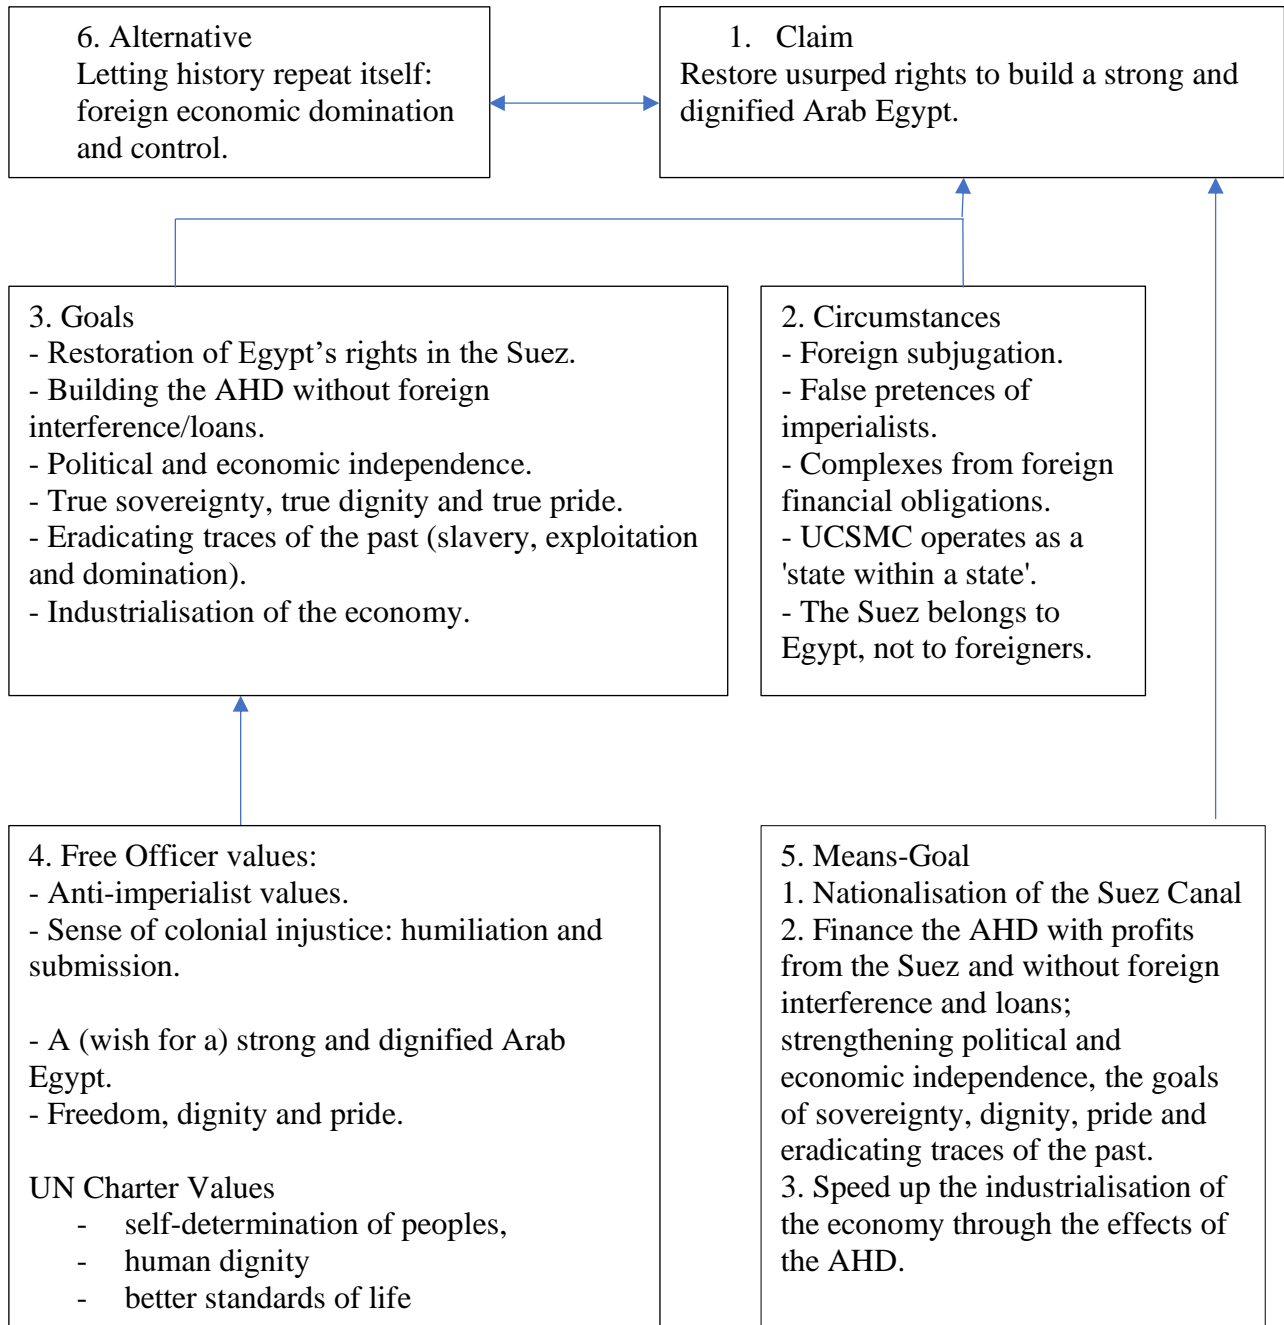 6. Alternative
Letting history repeat itself:
foreign economic domination
and control.
1. Claim
Restore usurped rights to build a strong and
dignified Arab Egypt.
3. Goals
- Restoration of Egypt’s rights in the Suez.
- Building the AHD without foreign
interference/loans.
- Political and economic independence.
- True sovereignty, true dignity and true pride.
- Eradicating traces of the past (slavery, exploitation
and domination).
- Industrialisation of the economy.
2. Circumstances
- Foreign subjugation.
- False pretences of
imperialists.
- Complexes from foreign
financial obligations.
- UCSMC operates as a
'state within a state'.
- The Suez belongs to
Egypt, not to foreigners.
4. Free Officer values:
- Anti-imperialist values.
- Sense of colonial injustice: humiliation and
submission.
- A (wish for a) strong and dignified Arab
Egypt.
- Freedom, dignity and pride.
UN Charter Values
- self-determination of peoples,
- human dignity
- better standards of life
5. Means-Goal
1. Nationalisation of the Suez Canal
2. Finance the AHD with profits
from the Suez and without foreign
interference and loans;
strengthening political and
economic independence, the goals
of sovereignty, dignity, pride and
eradicating traces of the past.
3. Speed up the industrialisation of
the economy through the effects of
the AHD.